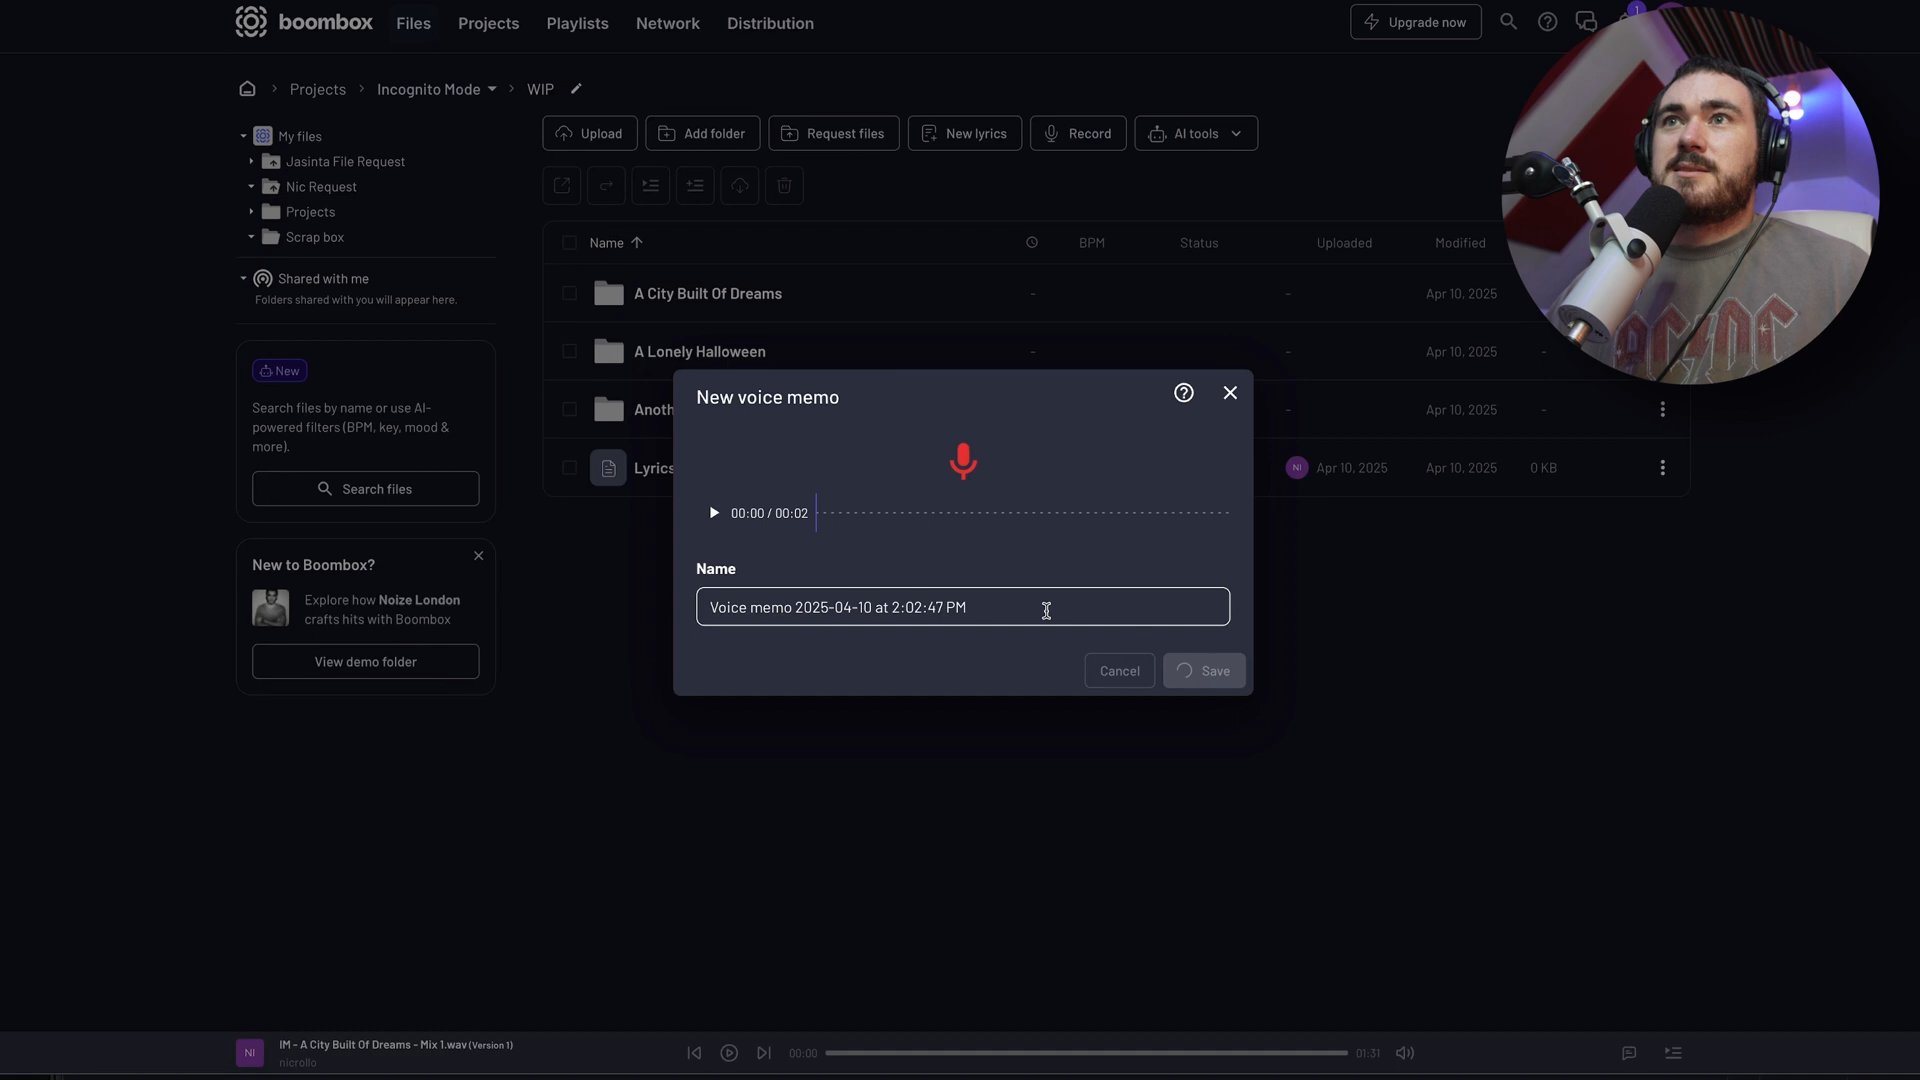 boombox
Files
Projects
Playlists
Network
Distribution
Upgrade now
1
Projects
Incognito Mode
WIP
My files
Jasinta File Request
Nic Request
Projects
Scrap box
Shared with me
Folders shared with you will appear here.
New
Search files by name or use AI-
powered filters (BPM, key, mood &
more).
Search files
New to Boombox?
Explore how Noize London
crafts hits with Boombox
View demo folder
Upload
Add folder
Request files
New lyrics
Record
AI tools
Name
BPM
Status
Uploaded
Modified
A City Built Of Dreams
-
-
Apr 10, 2025
A Lonely Halloween
-
-
Apr 10, 2025
-
Anoth
-
Apr 10, 2025
-
Lyrics
NI
Apr 10, 2025
Apr 10, 2025
0 KB
New voice memo
00:00 / 00:02
Name
Voice memo 2025-04-10 at 2:02:47 PM
Cancel
Save
NI
IM - A City Built Of Dreams - Mix 1.wav (Version 1)
nicrollo
00:00
01:31